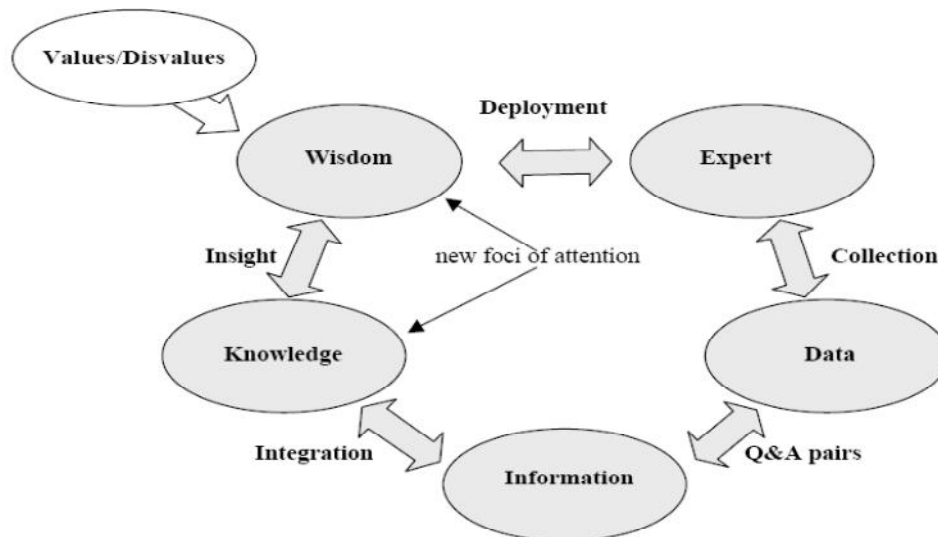 Values/Disvalues
Deployment
Wisdom
Expert
Insight
new foci of attention
Collection
Knowledge
Data
Integration
Q&A pairs
Information